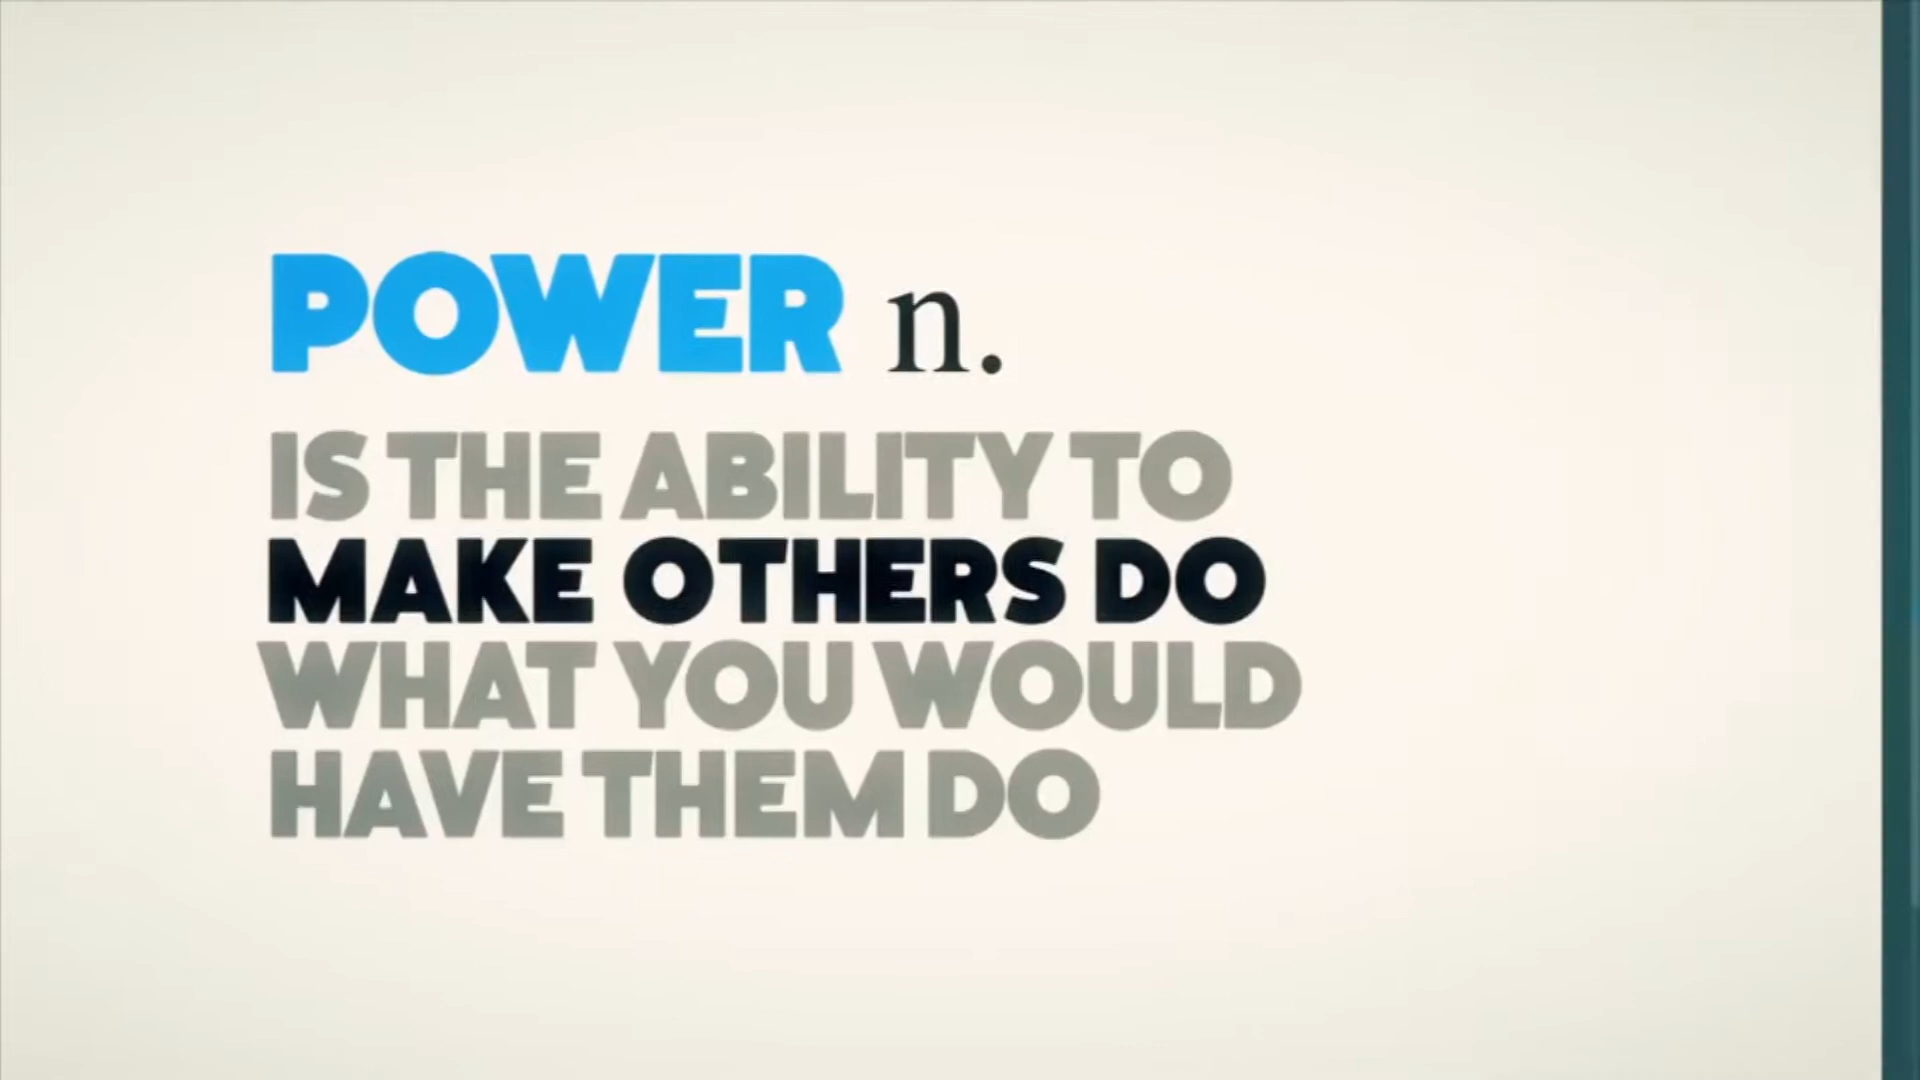 POWER n.
IS THE ABILITY TO
MAKE OTHERS DO
WHAT YOU WOULD
HAVE THEM DO